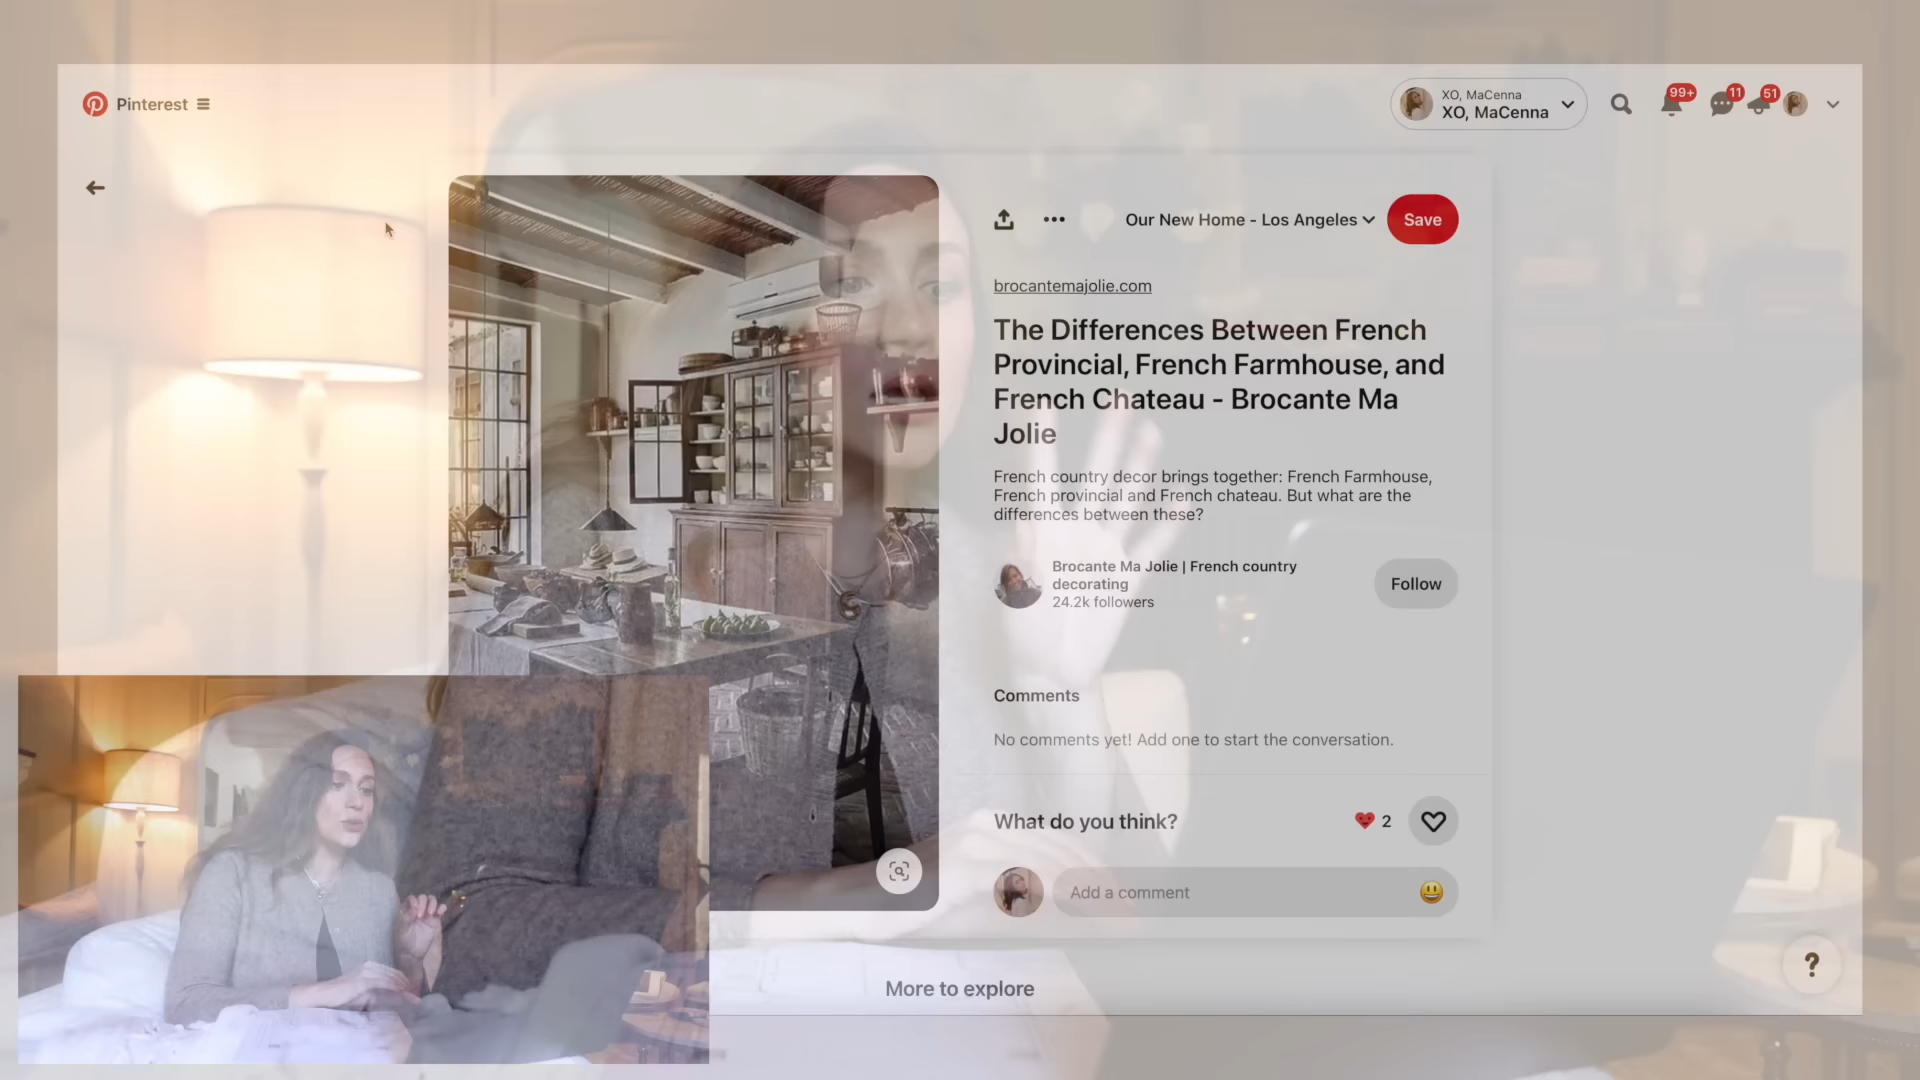 Pinterest
XO, MaCenna
XO, MaCenna
99+
11
51
Our New Home - Los Angeles
Save
brocantemajolie.com
The Differences Between French
Provincial, French Farmhouse, and
French Chateau - Brocante Ma
Jolie
French country decor brings together: French Farmhouse,
French provincial and French chateau. But what are the
differences between these?
Brocante Ma Jolie | French country
decorating
24.2k followers
Follow
Comments
No comments yet! Add one to start the conversation.
What do you think?
2
Add a comment
More to explore
?